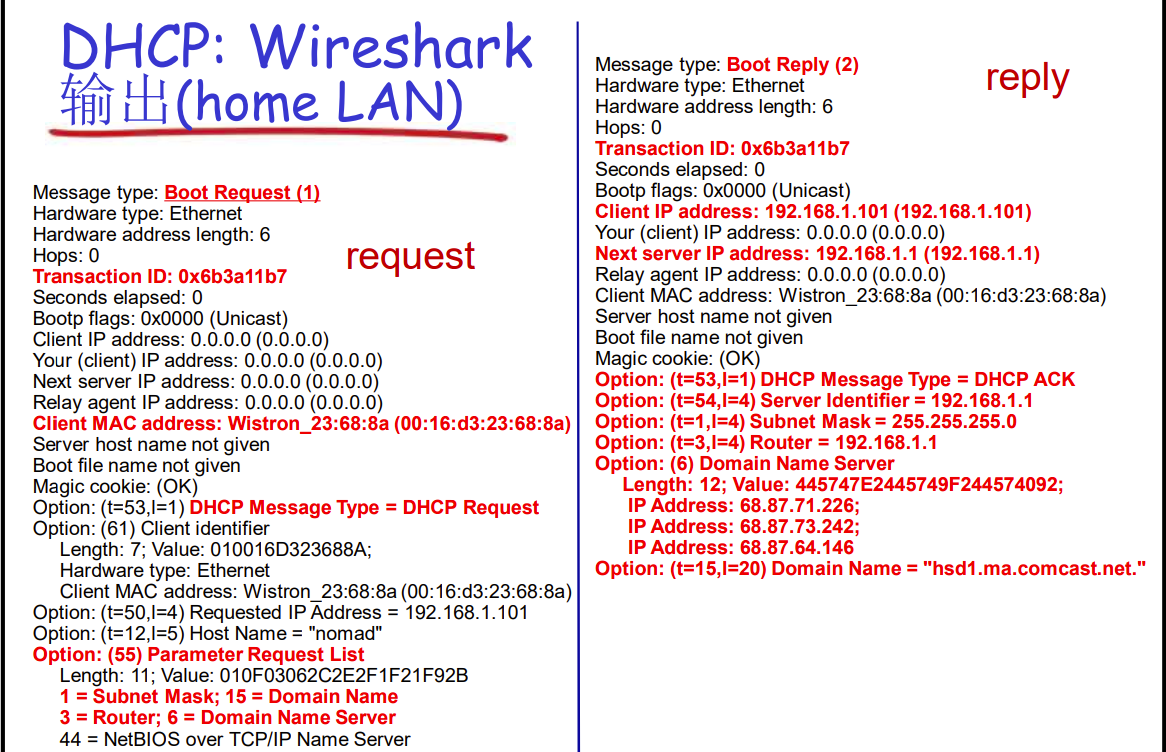 DHCP: Wireshark
输出(home LAN)
Message type: Boot Request (1)
Hardware type: Ethernet
Hardware address length: 6
Hops: 0
request
Transaction ID: 0x6b3a11b7
Seconds elapsed: 0
Bootp flags: 0x0000 (Unicast)
Client IP address: 0.0.0.0 (0.0.0.0)
Your (client) IP address: 0.0.0.0 (0.0.0.0)
Next server IP address: 0.0.0.0 (0.0.0.0)
Relay agent IP address: 0.0.0.0 (0.0.0.0)
Client MAC address: Wistron_23:68:8a (00:16:d3:23:68:8a)
Server host name not given
Boot file name not given
Magic cookie: (OK)
Option: (t=53,l=1) DHCP Message Type = DHCP Request
Option: (61) Client identifier
Length: 7; Value: 010016D323688A;
Hardware type: Ethernet
Client MAC address: Wistron_23:68:8a (00:16:d3:23:68:8a)
Option: (t=50,l=4) Requested IP Address = 192.168.1.101
Option: (t=12,l=5) Host Name = "nomad"
Option: (55) Parameter Request List
Length: 11; Value: 010F03062C2E2F1F21F92B
1 = Subnet Mask; 15 = Domain Name
3 = Router; 6 = Domain Name Server
44 = NetBIOS over TCP/IP Name Server
Message type: Boot Reply (2)
reply
Hardware type: Ethernet
Hardware address length: 6
Hops: 0
Transaction ID: 0x6b3a11b7
Seconds elapsed: 0
Bootp flags: 0x0000 (Unicast)
Client IP address: 192.168.1.101 (192.168.1.101)
Your (client) IP address: 0.0.0.0 (0.0.0.0)
Next server IP address: 192.168.1.1 (192.168.1.1)
Relay agent IP address: 0.0.0.0 (0.0.0.0)
Client MAC address: Wistron_23:68:8a (00:16:d3:23:68:8a)
Server host name not given
Boot file name not given
Magic cookie: (OK)
Option: (t=53,l=1) DHCP Message Type = DHCP ACK
Option: (t=54,l=4) Server Identifier = 192.168.1.1
Option: (t=1,l=4) Subnet Mask = 255.255.255.0
Option: (t=3,l=4) Router = 192.168.1.1
Option: (6) Domain Name Server
Length: 12; Value: 445747E2445749F244574092;
IP Address: 68.87.71.226;
IP Address: 68.87.73.242;
IP Address: 68.87.64.146
Option: (t=15,l=20) Domain Name = "hsd1.ma.comcast.net."